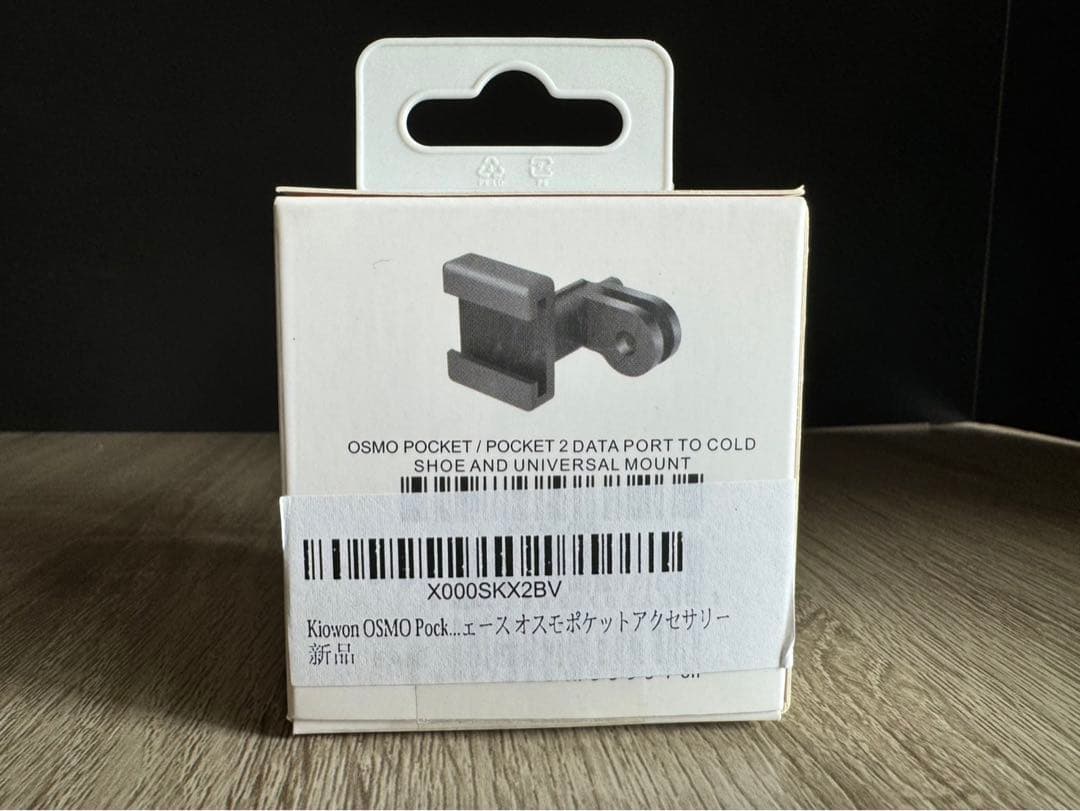 OSMO POCKET / POCKET 2 DATA PORT TO COLD
SHOE AND UNIVERSAL MOUNT
X000SKX2BV
Kiowon OSMO Pock...ェース オスモポケットアクセサリー
新品